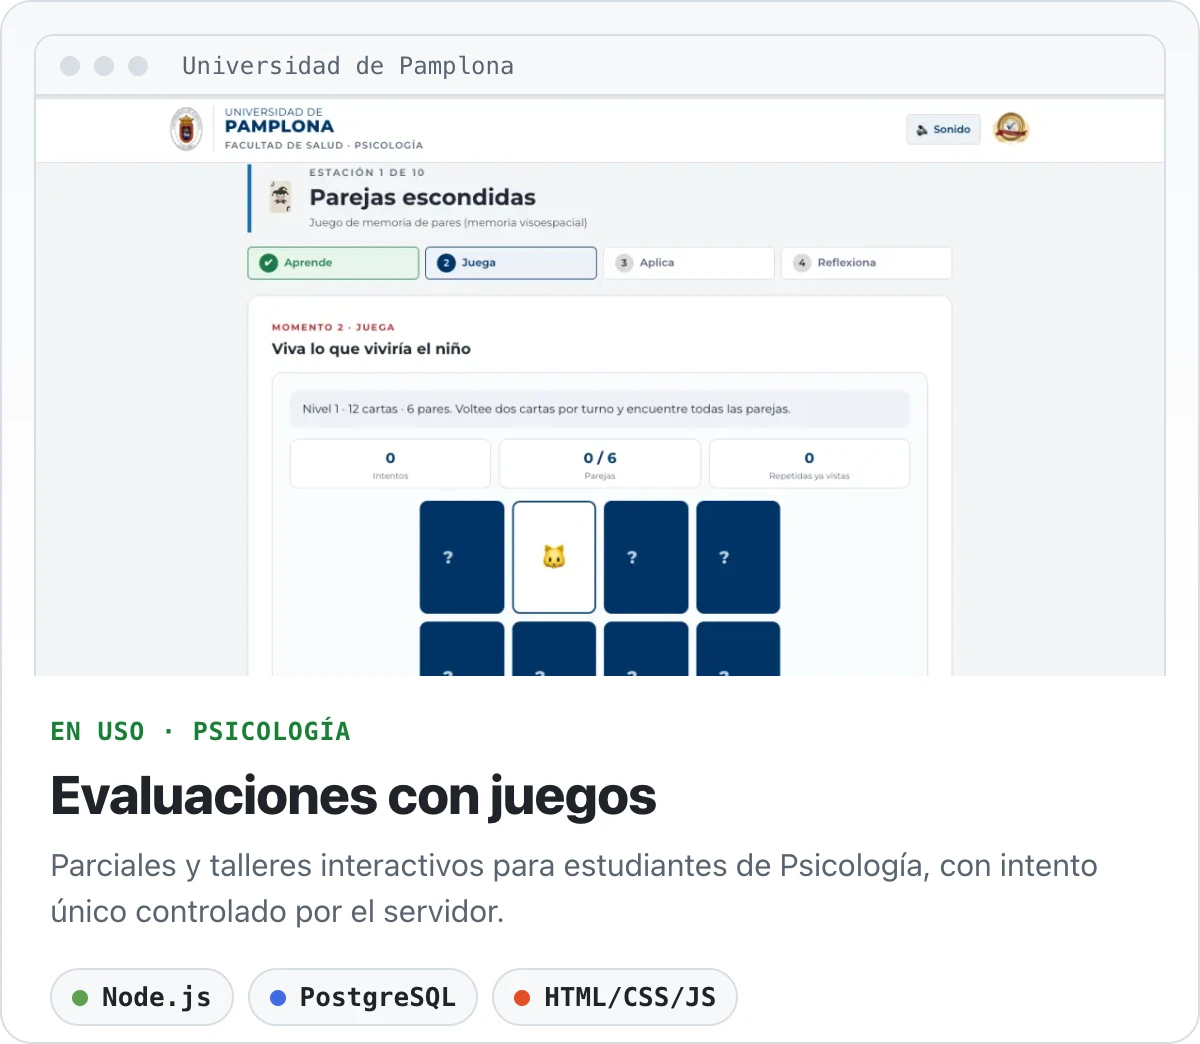 Universidad de Pamplona
UNIVERSIDAD DE
PAMPLONA
FACULTAD DE SALUD · PSICOLOGÍA
Sonido
ESTACIÓN 1 DE 10
Parejas escondidas
Juego de memoria de pares (memoria visoespacial)
Aprende
2 Juega
3 Aplica
4 Reflexiona
MOMENTO 2 · JUEGA
Viva lo que viviría el niño
Nivel 1 · 12 cartas · 6 pares. Voltee dos cartas por turno y encuentre todas las parejas.
0
Intentos
0 / 6
Parejas
0
Repetidas ya vistas
? ? ?
? ? ? ?
EN USO · PSICOLOGÍA
Evaluaciones con juegos
Parciales y talleres interactivos para estudiantes de Psicología, con intento
único controlado por el servidor.
Node.js
PostgreSQL
HTML/CSS/JS